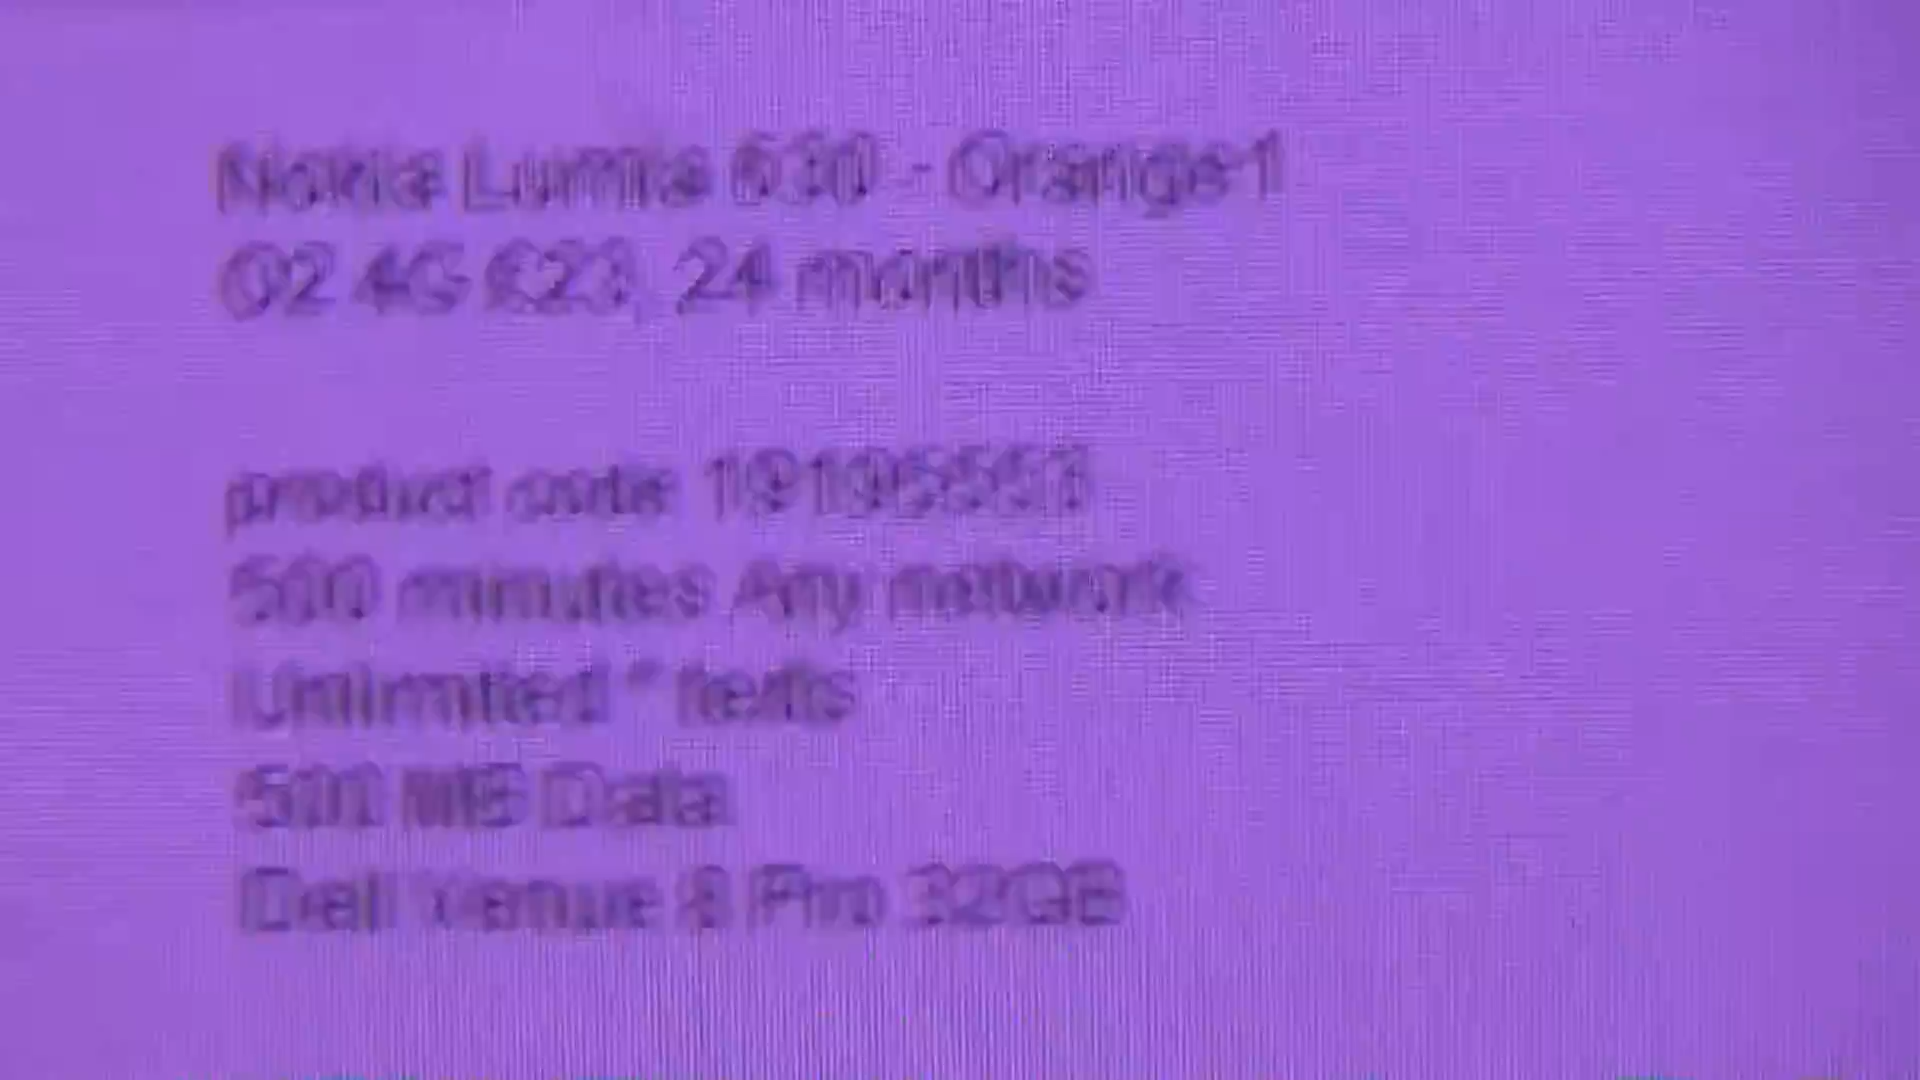 Nokia Lumia 630 - Orange1
O2 4G £23, 24 months
product code
500 minutes Any network
Unlimited * texts
500 MB Data
Dell Venue 8 Pro 32GB